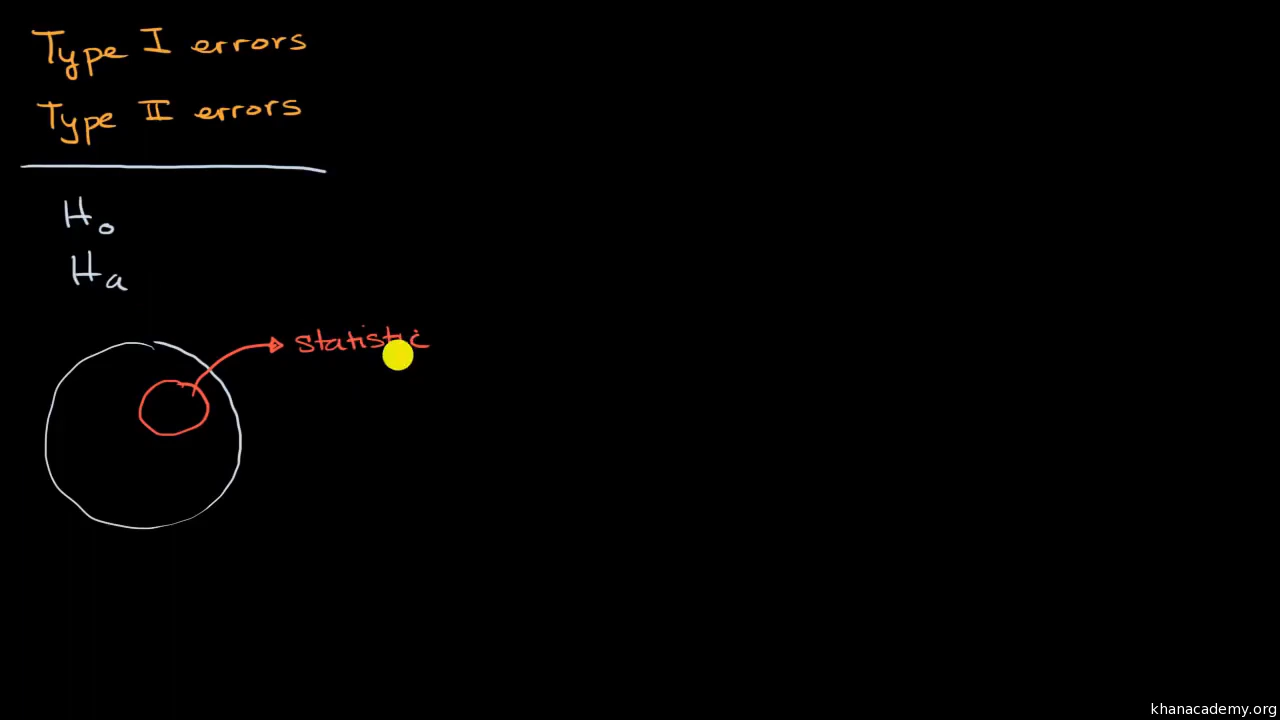 Type I errors
Type II errors
H₀
Hₐ
statistic
khanacademy.org